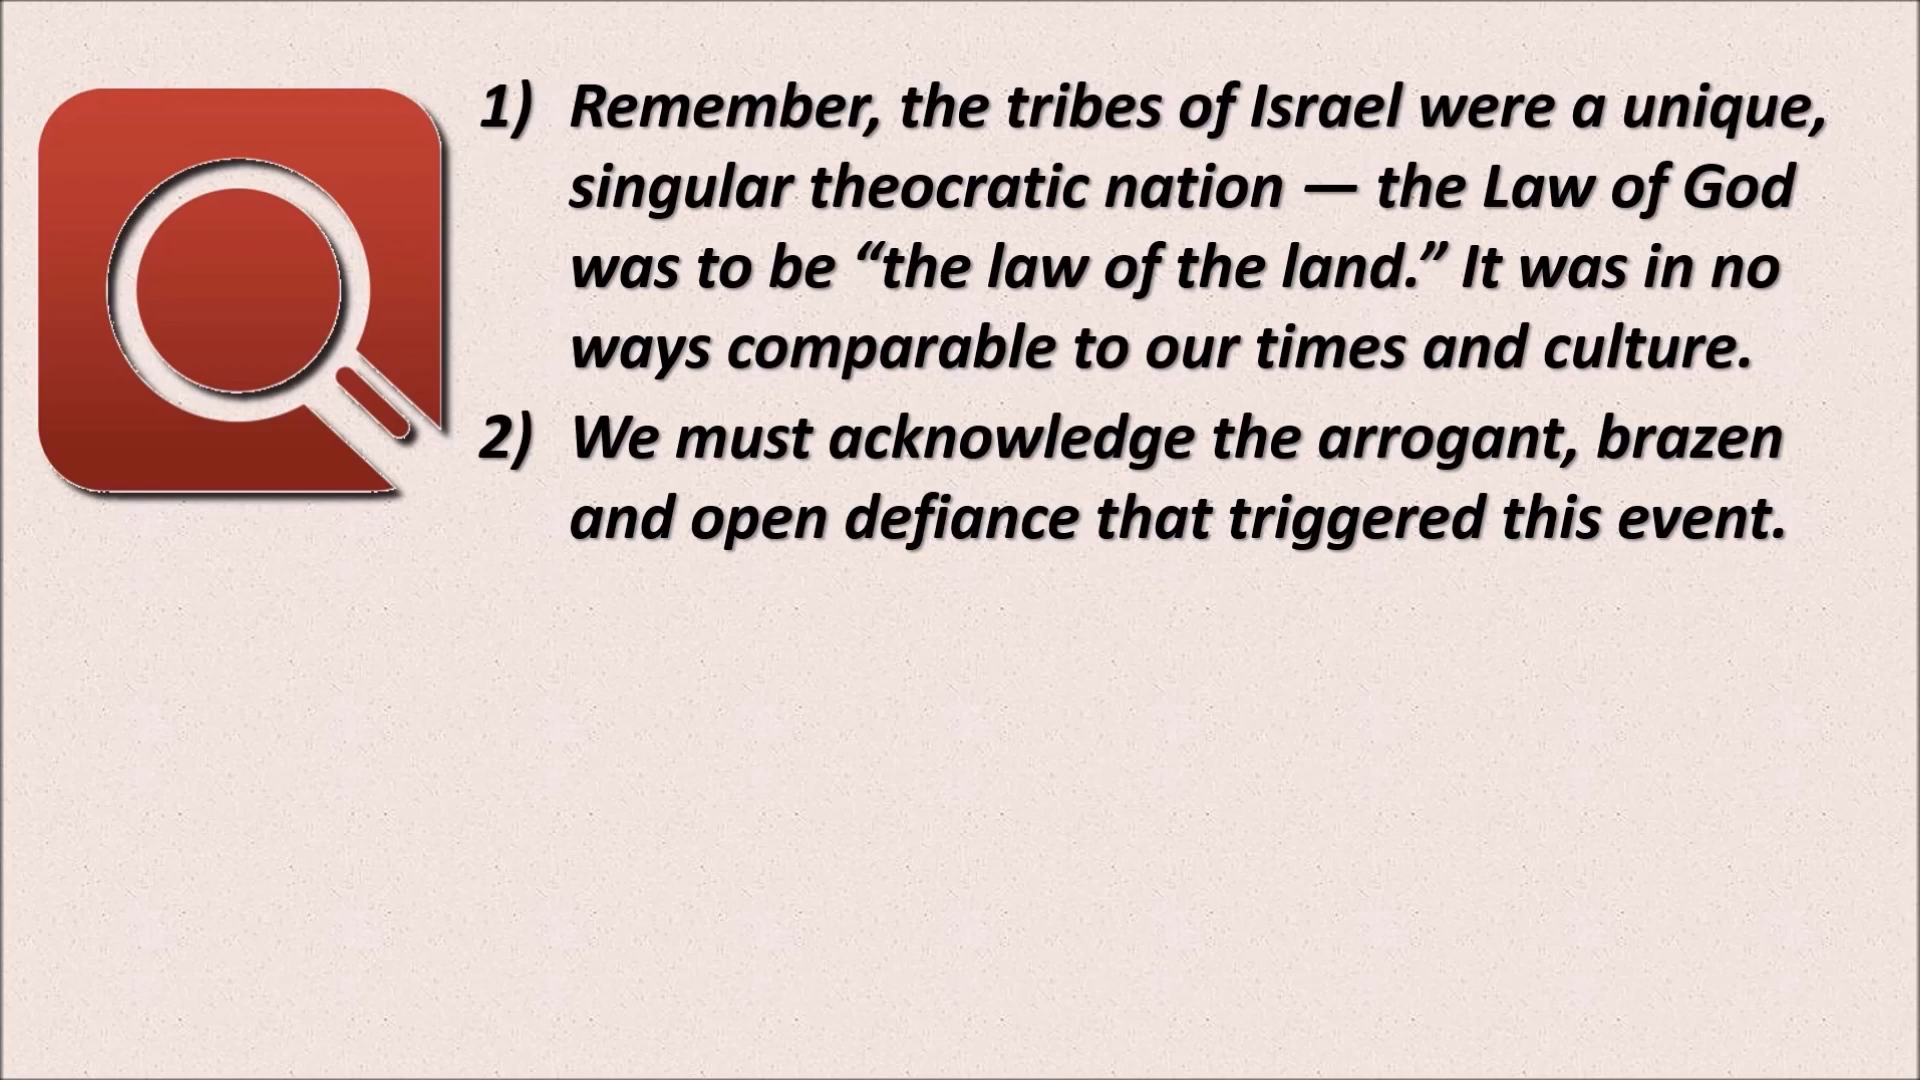 1) Remember, the tribes of Israel were a unique,
singular theocratic nation — the Law of God
was to be “the law of the land.” It was in no
ways comparable to our times and culture.
2) We must acknowledge the arrogant, brazen
and open defiance that triggered this event.